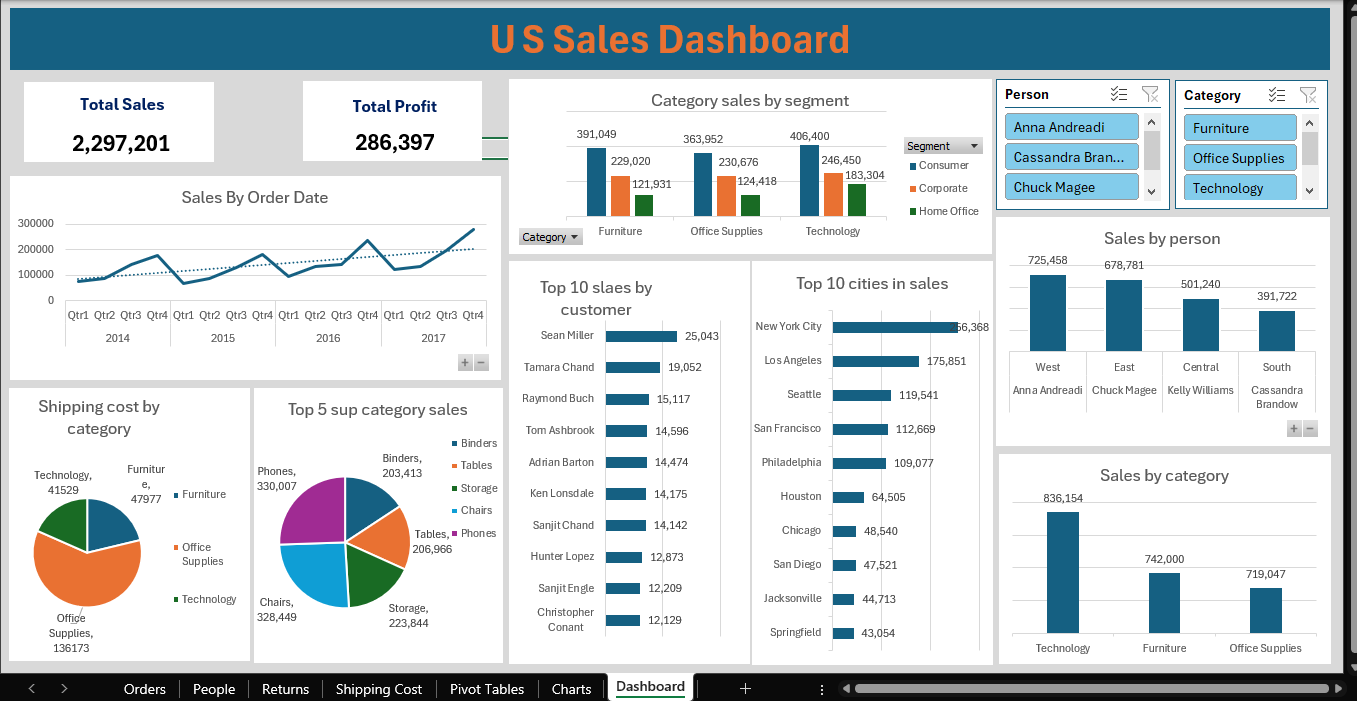 U S Sales Dashboard
Total Sales
2,297,201
Total Profit
286,397
Category sales by segment
391,049
229,020
121,931
363,952
230,676
124,418
406,400
246,450
183,304
Furniture
Office Supplies
Technology
Segment
Consumer
Corporate
Home Office
Category
Person
Anna Andreadi
Cassandra Bran...
Chuck Magee
Category
Furniture
Office Supplies
Technology
Sales By Order Date
300000
200000
100000
0
Qtr1 Qtr2 Qtr3 Qtr4 Qtr1 Qtr2 Qtr3 Qtr4 Qtr1 Qtr2 Qtr3 Qtr4 Qtr1 Qtr2 Qtr3 Qtr4
2014 2015 2016 2017
+ −
Shipping cost by
category
Technology,
41529
Furnitur
e,
47977
Office
Supplies,
136173
Furniture
Office
Supplies
Technology
Top 5 sup category sales
Phones,
330,007
Binders,
203,413
Tables,
206,966
Storage,
223,844
Chairs,
328,449
Binders
Tables
Storage
Chairs
Phones
Top 10 slaes by
customer
Sean Miller 25,043
Tamara Chand 19,052
Raymond Buch 15,117
Tom Ashbrook 14,596
Adrian Barton 14,474
Ken Lonsdale 14,175
Sanjit Chand 14,142
Hunter Lopez 12,873
Sanjit Engle 12,209
Christopher
Conant 12,129
Top 10 cities in sales
New York City 266,368
Los Angeles 175,851
Seattle 119,541
San Francisco 112,669
Philadelphia 109,077
Houston 64,505
Chicago 48,540
San Diego 47,521
Jacksonville 44,713
Springfield 43,054
Sales by person
725,458
678,781
501,240
391,722
West East Central South
Anna Andreadi Chuck Magee Kelly Williams Cassandra
Brandow
+ −
Sales by category
836,154
742,000
719,047
Technology Furniture Office Supplies
Orders People Returns Shipping Cost Pivot Tables Charts Dashboard +